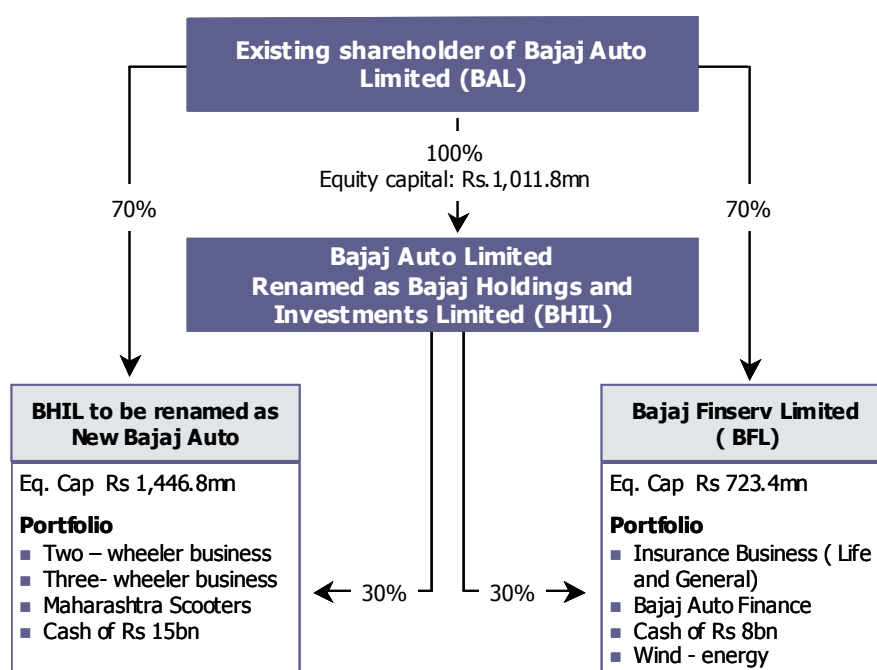 Existing shareholder of Bajaj Auto
Limited (BAL)
100%
Equity capital: Rs.1,011.8mn
70%
70%
Bajaj Auto Limited
Renamed as Bajaj Holdings and
Investments Limited (BHIL)
BHIL to be renamed as
New Bajaj Auto
Eq. Cap Rs 1,446.8mn
Portfolio
■ Two – wheeler business
■ Three- wheeler business
■ Maharashtra Scooters
■ Cash of Rs 15bn
30%
30%
Bajaj Finserv Limited
( BFL)
Eq. Cap Rs 723.4mn
Portfolio
■ Insurance Business ( Life
and General)
■ Bajaj Auto Finance
■ Cash of Rs 8bn
■ Wind - energy